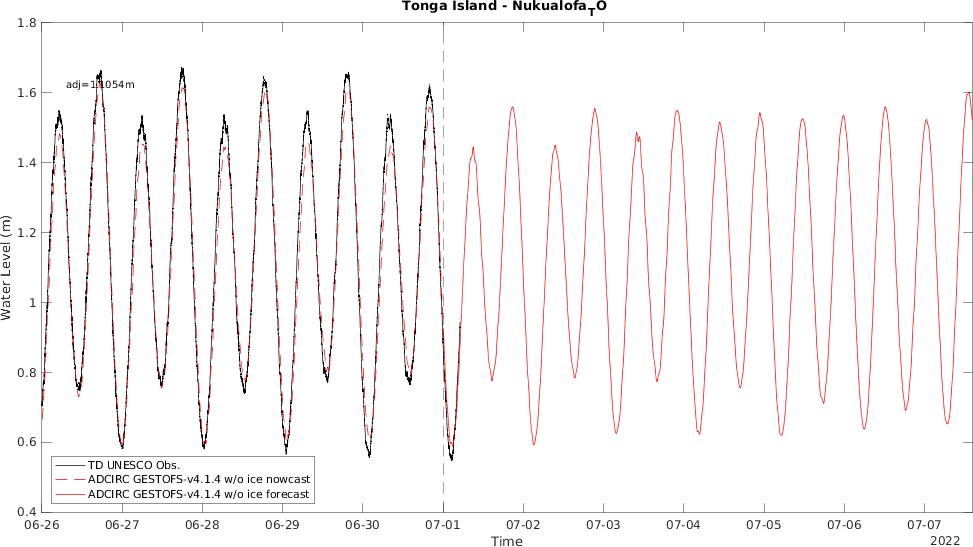 Tonga Island - Nukualofa_TO
adj=1.1054m
1.8
1.6
1.4
1.2
1
0.8
0.6
0.4
Water Level (m)
TD UNESCO Obs.
ADCIRC GESTOFS-v4.1.4 w/o ice nowcast
ADCIRC GESTOFS-v4.1.4 w/o ice forecast
06-26 06-27 06-28 06-29 06-30 07-01 07-02 07-03 07-04 07-05 07-06 07-07
Time
2022